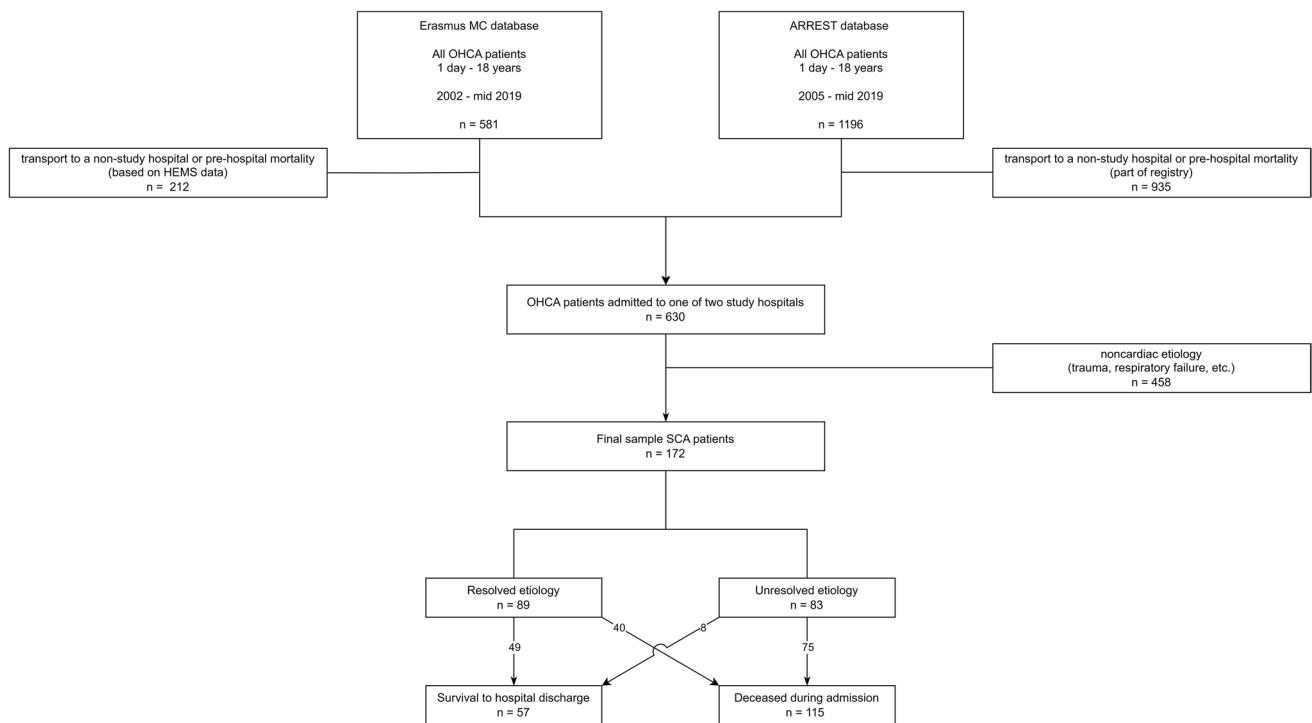 Erasmus MC database
All OHCA patients
1 day - 18 years
2002 - mid 2019
n = 581
ARREST database
All OHCA patients
1 day - 18 years
2005 - mid 2019
n = 1196
transport to a non-study hospital or pre-hospital mortality
(based on HEMS data)
n = 212
transport to a non-study hospital or pre-hospital mortality
(part of registry)
n = 935
OHCA patients admitted to one of two study hospitals
n = 630
noncardiac etiology
(trauma, respiratory failure, etc.)
n = 458
Final sample SCA patients
n = 172
Resolved etiology
n = 89
Unresolved etiology
n = 83
40
8
49
75
Survival to hospital discharge
n = 57
Deceased during admission
n = 115